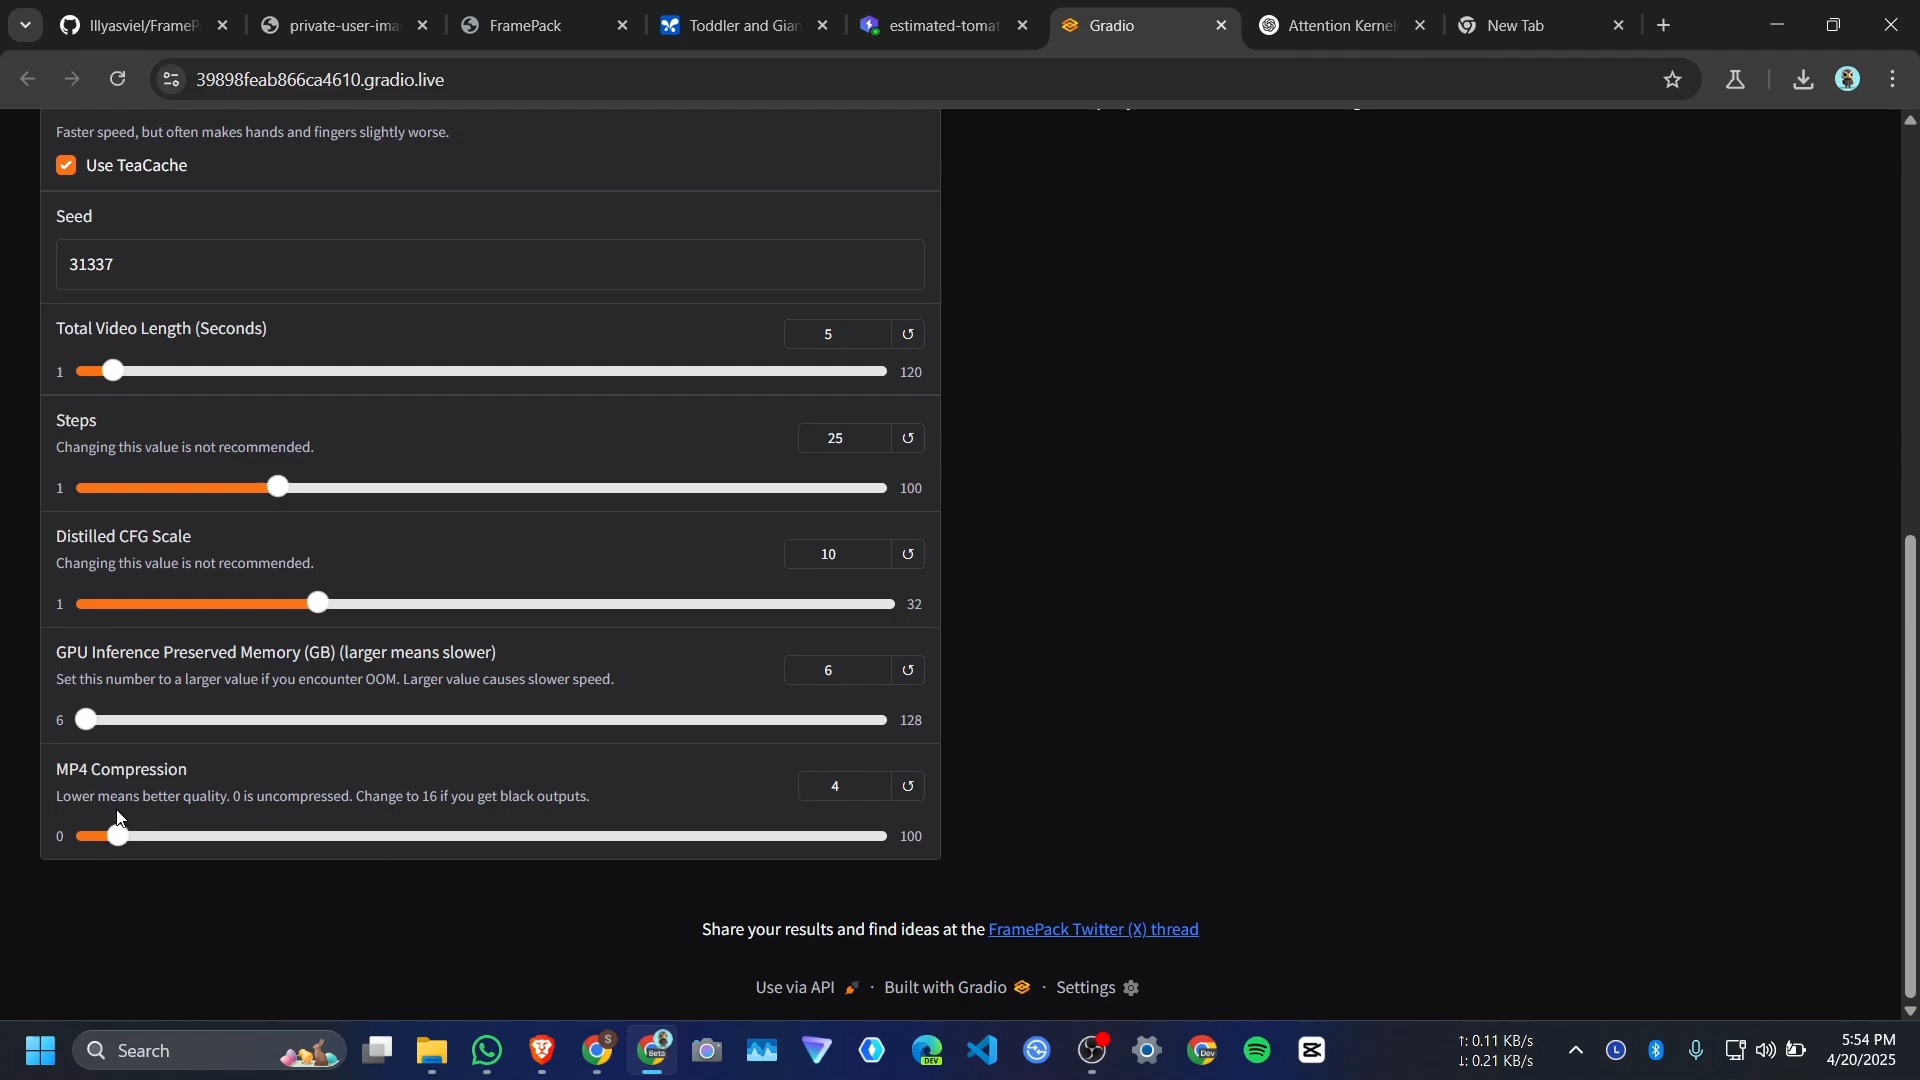 lllyasviel/FrameP
private-user-ima
FramePack
Toddler and Gian
estimated-tomat
Gradio
Attention Kernel
New Tab
39898feab866ca4610.gradio.live
Faster speed, but often makes hands and fingers slightly worse.
Use TeaCache
Seed
31337
Total Video Length (Seconds)
5
1
120
Steps
Changing this value is not recommended.
25
1
100
Distilled CFG Scale
Changing this value is not recommended.
10
1
32
GPU Inference Preserved Memory (GB) (larger means slower)
Set this number to a larger value if you encounter OOM. Larger value causes slower speed.
6
6
128
MP4 Compression
Lower means better quality. 0 is uncompressed. Change to 16 if you get black outputs.
4
0
100
Share your results and find ideas at the FramePack Twitter (X) thread
Use via API · Built with Gradio · Settings
Search
S
Beta
DEV
Dev
↑: 0.11 KB/s
↓: 0.21 KB/s
L
5:54 PM
4/20/2025